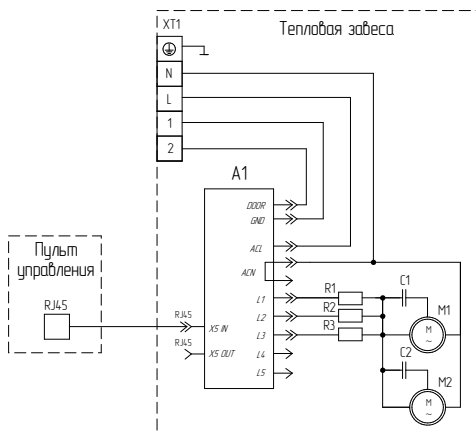 XT1
Тепловая завеса
N
L
1
2
A1
DOOR
GND
ACL
ACN
L1
L2
L3
L4
L5
R1
R2
R3
C1
M1
M
~
C2
M2
M
~
Пульт
управления
RJ45
RJ45
XS IN
RJ45
XS OUT